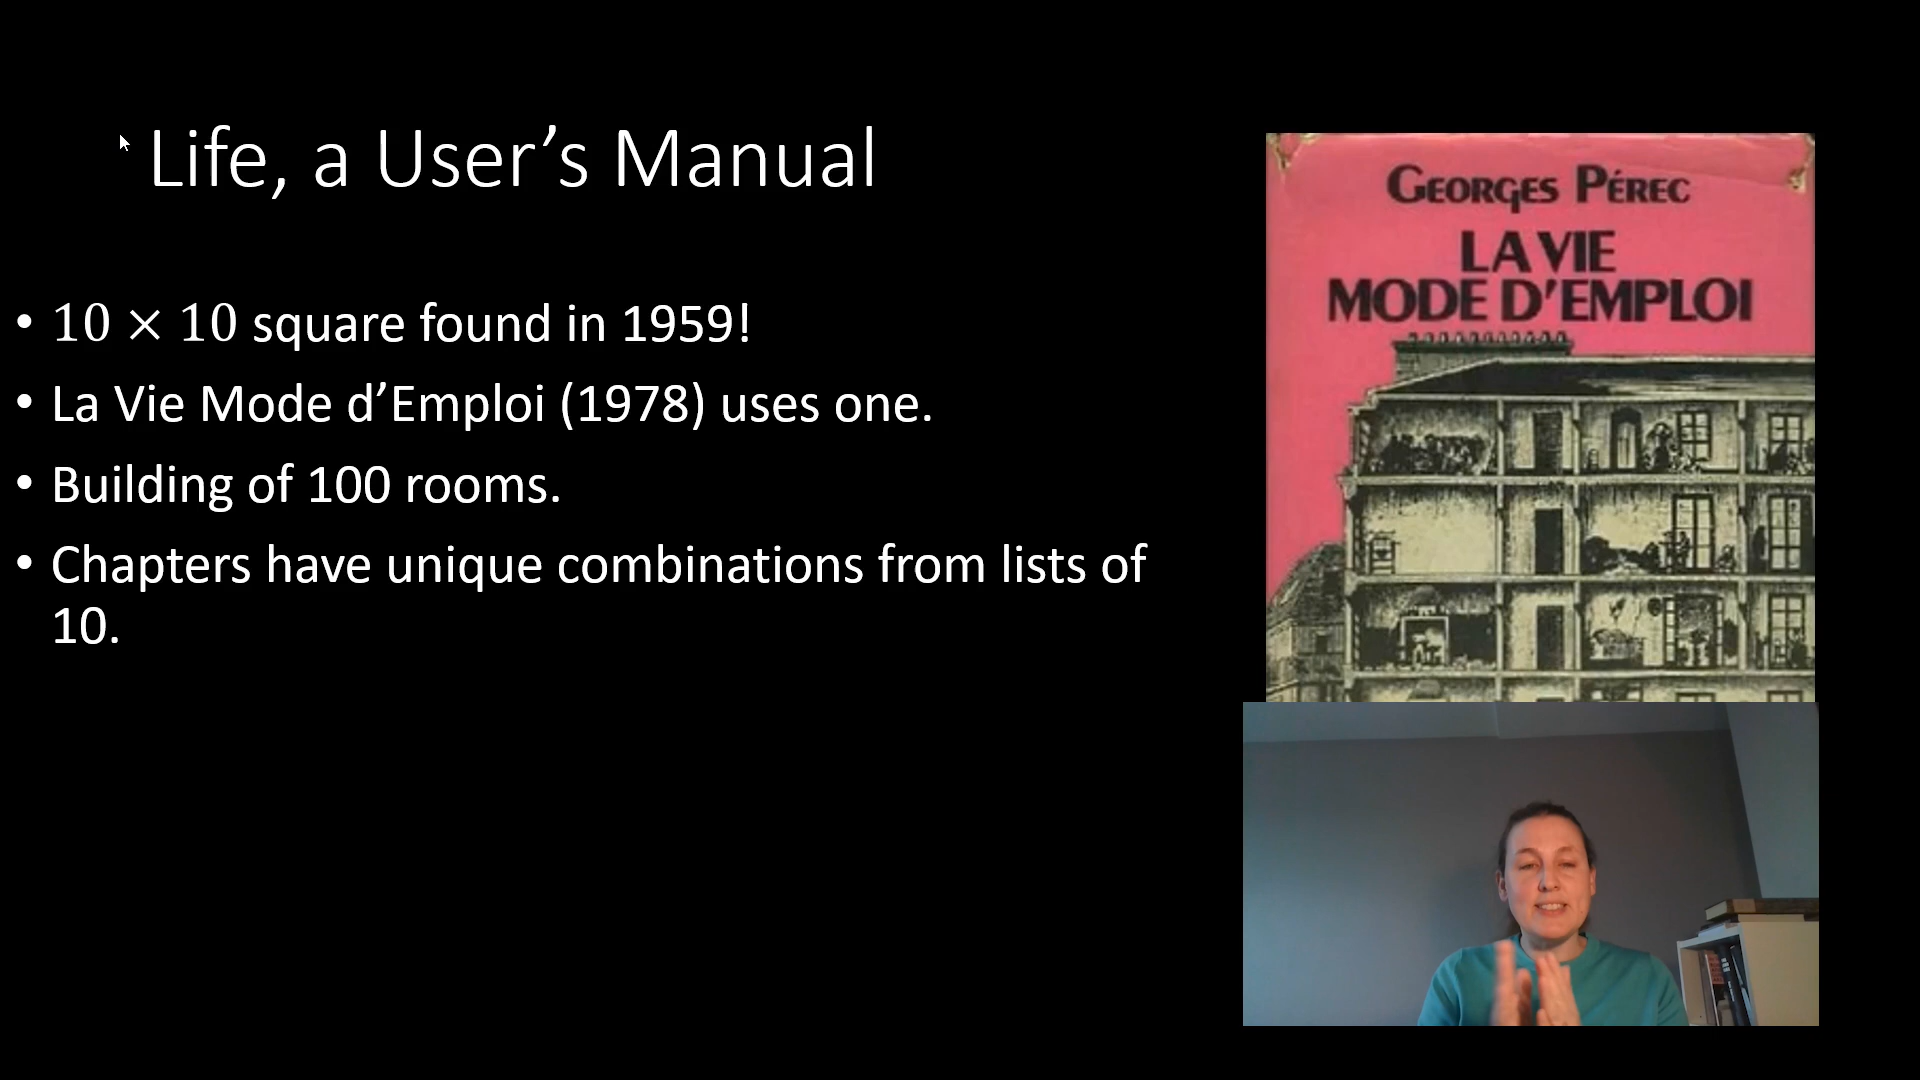 Life, a User’s Manual
• 10 × 10 square found in 1959!
• La Vie Mode d’Emploi (1978) uses one.
• Building of 100 rooms.
• Chapters have unique combinations from lists of
10.
GEORGES PÉREC
LA VIE
MODE D'EMPLOI